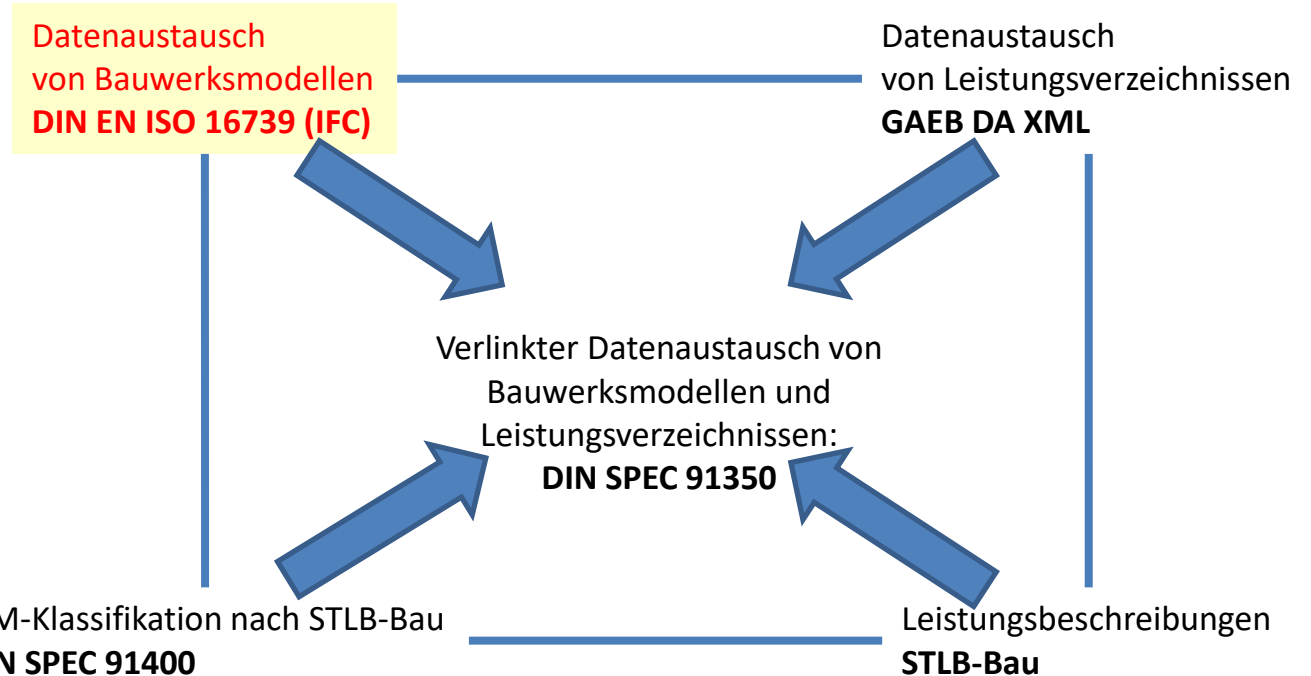 Datenaustausch
von Bauwerksmodellen
DIN EN ISO 16739 (IFC)
Datenaustausch
von Leistungsverzeichnissen
GAEB DA XML
Verlinkter Datenaustausch von
Bauwerksmodellen und
Leistungsverzeichnissen:
DIN SPEC 91350
M-Klassifikation nach STLB-Bau
N SPEC 91400
Leistungsbeschreibungen
STLB-Bau